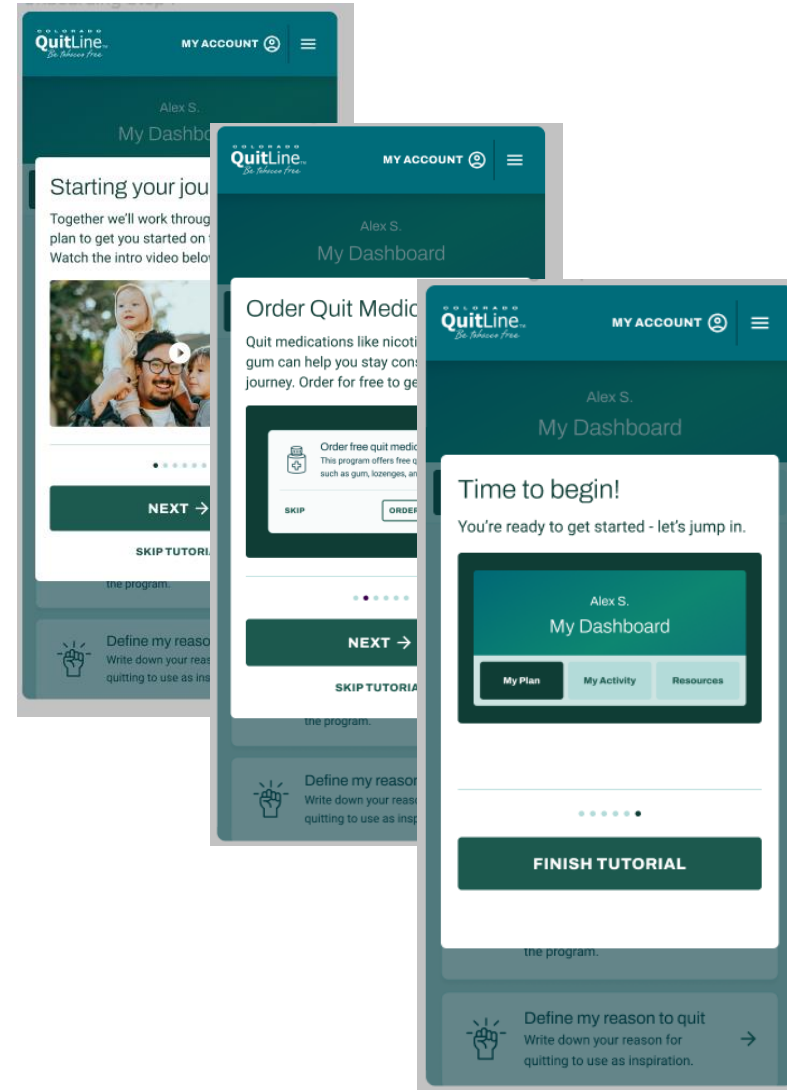 COLORADO
QuitLine™
Be tobacco free
MY ACCOUNT
Alex S.
My Dashbo
Starting your jou
Together we'll work throug
plan to get you started on
Watch the intro video belo
NEXT →
SKIP TUTORI
the program.
Define my reaso
Write down your reas
quitting to use as ins
COLORADO
QuitLine™
Be tobacco free
MY ACCOUNT
Alex S.
My Dashboard
Order Quit Medic
Quit medications like nicoti
gum can help you stay cons
journey. Order for free to ge
Order free quit medic
This program offers free q
such as gum, lozenges, an
SKIP
ORDER
NEXT →
SKIP TUTORIA
the program.
Define my reason
Write down your reas
quitting to use as insp
COLORADO
QuitLine™
Be tobacco free
MY ACCOUNT
Alex S.
My Dashboard
Time to begin!
You're ready to get started - let's jump in.
Alex S.
My Dashboard
My Plan
My Activity
Resources
FINISH TUTORIAL
the program.
Define my reason to quit
Write down your reason for
quitting to use as inspiration.